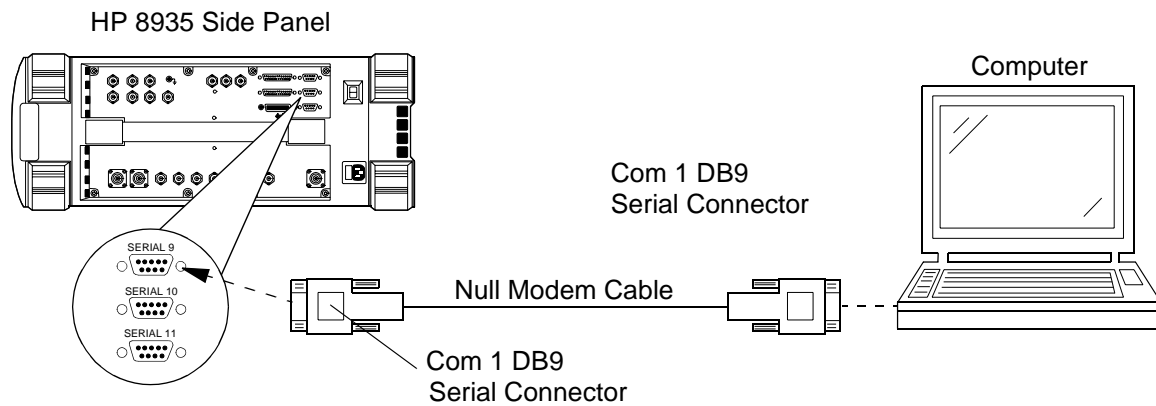 HP 8935 Side Panel
Computer
Com 1 DB9
Serial Connector
SERIAL 9
SERIAL 10
SERIAL 11
Null Modem Cable
Com 1 DB9
Serial Connector